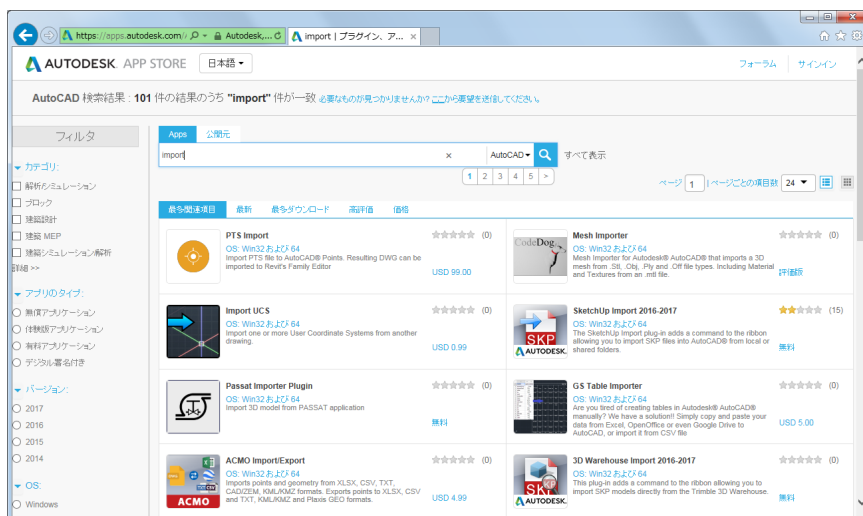 https://apps.autodesk.com/
Autodesk,...
import | プラグイン、ア...
AUTODESK. APP STORE
日本語
フォーラム
サインイン
AutoCAD 検索結果 : 101 件の結果のうち "import" 件が一致 必要なものが見つかりませんか? ここから要望を送信してください。
フィルタ
カテゴリ:
解析/シミュレーション
ブロック
建築設計
建築 MEP
建築シミュレーション/解析
詳細 >>
アプリのタイプ:
無償アプリケーション
体験版アプリケーション
有料アプリケーション
デジタル署名付き
バージョン:
2017
2016
2015
2014
OS:
Windows
Apps
公開元
import
×
AutoCAD
すべて表示
1 2 3 4 5 >
ページ 1 | ページごとの項目数 24
最多関連項目
最新
最多ダウンロード
高評価
価格
PTS Import
(0)
OS: Win32 および 64
Import PTS file to AutoCAD® Points. Resulting DWG can be
imported to Revit's Family Editor
USD 99.00
CodeDog
Mesh Importer
(0)
OS: Win32 および 64
Mesh Importer for Autodesk® AutoCAD® that imports a 3D
mesh from .Stl, .Obj, .Ply and .Off file types. Including Material
and Textures from an .mtl file.
評価版
Import UCS
(0)
OS: Win32 および 64
Import one or more User Coordinate Systems from another
drawing.
USD 0.99
SKP
AUTODESK.
SketchUp Import 2016-2017
(15)
OS: Win32 および 64
The SketchUp Import plug-in adds a command to the ribbon
allowing you to import SKP files into AutoCAD® from local or
shared folders.
無料
Passat Importer Plugin
(0)
OS: Win32 および 64
Import 3D model from PASSAT application
無料
GS Table Importer
(0)
OS: Win32 および 64
Are you tired of creating tables in Autodesk® AutoCAD®
manually? We have a solution!! Simply copy and paste your
data from Excel, OpenOffice or even Google Drive to
AutoCAD, or import it from CSV file
USD 5.00
ACMO
ACMO Import/Export
(0)
OS: Win32 および 64
Imports points and geometry from XLSX, CSV, TXT,
CAD/ZEM, KML/KMZ formats. Exports points to XLSX, CSV
and TXT, KML/KMZ and Plaxis GEO formats.
USD 4.99
SKP
AUTODESK.
3D Warehouse Import 2016-2017
(0)
OS: Win32 および 64
This plug-in adds a command to the ribbon allowing you to
import SKP models directly from the Trimble 3D Warehouse.
無料